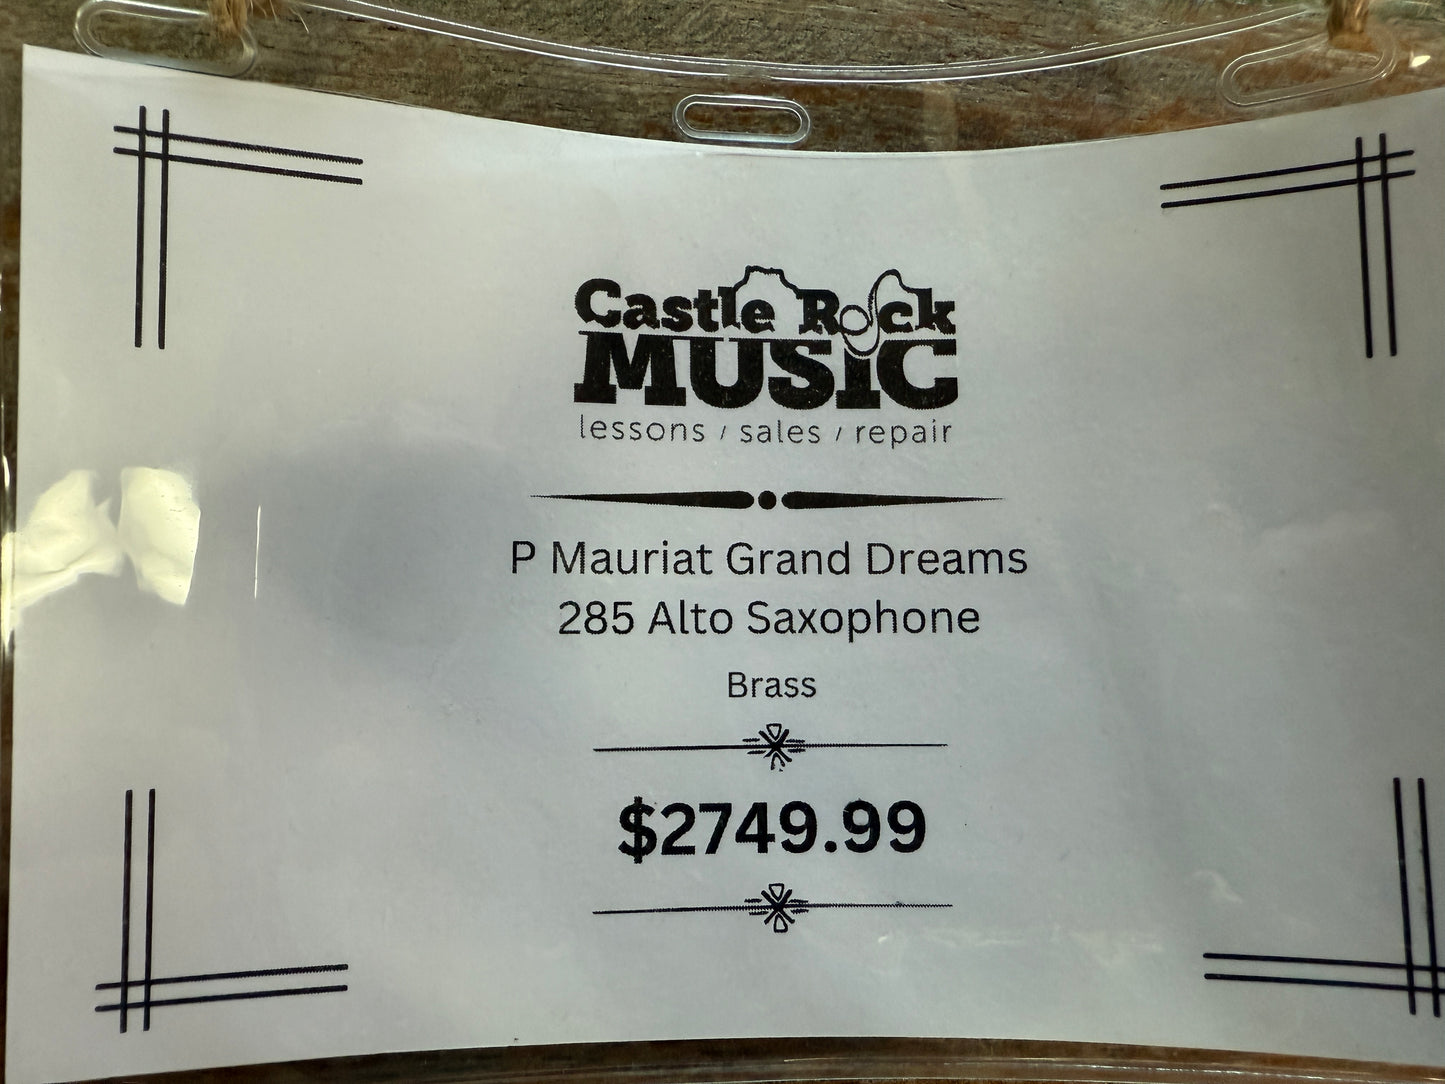 Castle Rock
MUSIC
lessons / sales / repair
P Mauriat Grand Dreams
285 Alto Saxophone
Brass
$2749.99